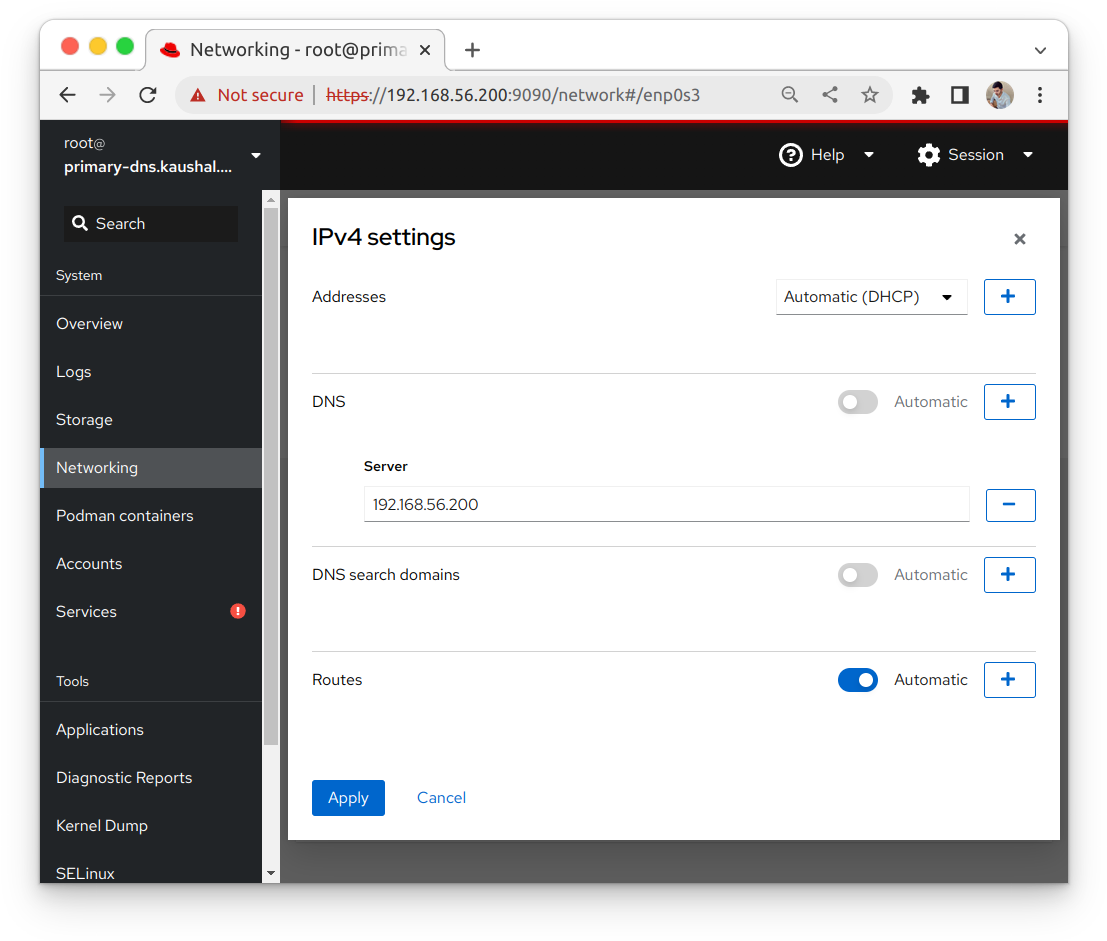 Networking - root@prima
Not secure | https://192.168.56.200:9090/network#/enp0s3
root@
primary-dns.kaushal....
Help
Session
Search
System
Overview
Logs
Storage
Networking
Podman containers
Accounts
Services
Tools
Applications
Diagnostic Reports
Kernel Dump
SELinux
IPv4 settings
Addresses
Automatic (DHCP)
DNS
Automatic
Server
192.168.56.200
DNS search domains
Automatic
Routes
Automatic
Apply
Cancel